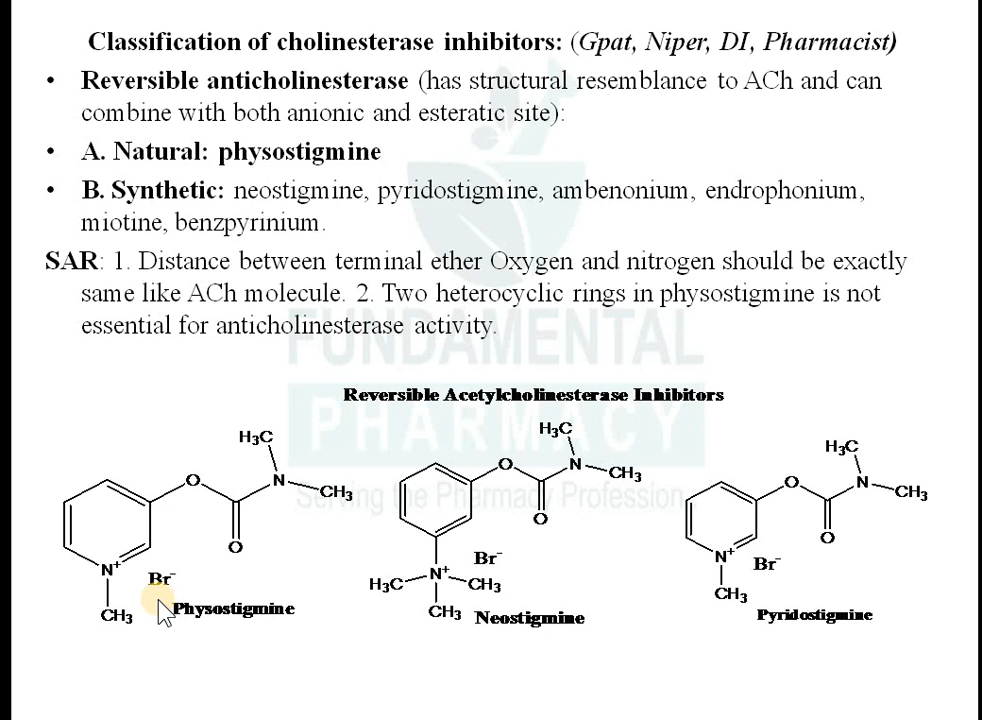 Classification of cholinesterase inhibitors: (Gpat, Niper, DI, Pharmacist)
• Reversible anticholinesterase (has structural resemblance to ACh and can
combine with both anionic and esteratic site):
• A. Natural: physostigmine
• B. Synthetic: neostigmine, pyridostigmine, ambenonium, endrophonium,
miotine, benzpyrinium.
SAR: 1. Distance between terminal ether Oxygen and nitrogen should be exactly
same like ACh molecule. 2. Two heterocyclic rings in physostigmine is not
essential for anticholinesterase activity.
FUNDAMENTAL
PHARMACY
Serving the Pharmacy Profession
Reversible Acetylcholinesterase Inhibitors
H3C
O
N
CH3
O
N+
Br-
CH3
Physostigmine
H3C
O
N
CH3
O
Br-
H3C
N+
CH3
CH3
Neostigmine
H3C
O
N
CH3
O
N+
Br-
CH3
Pyridostigmine